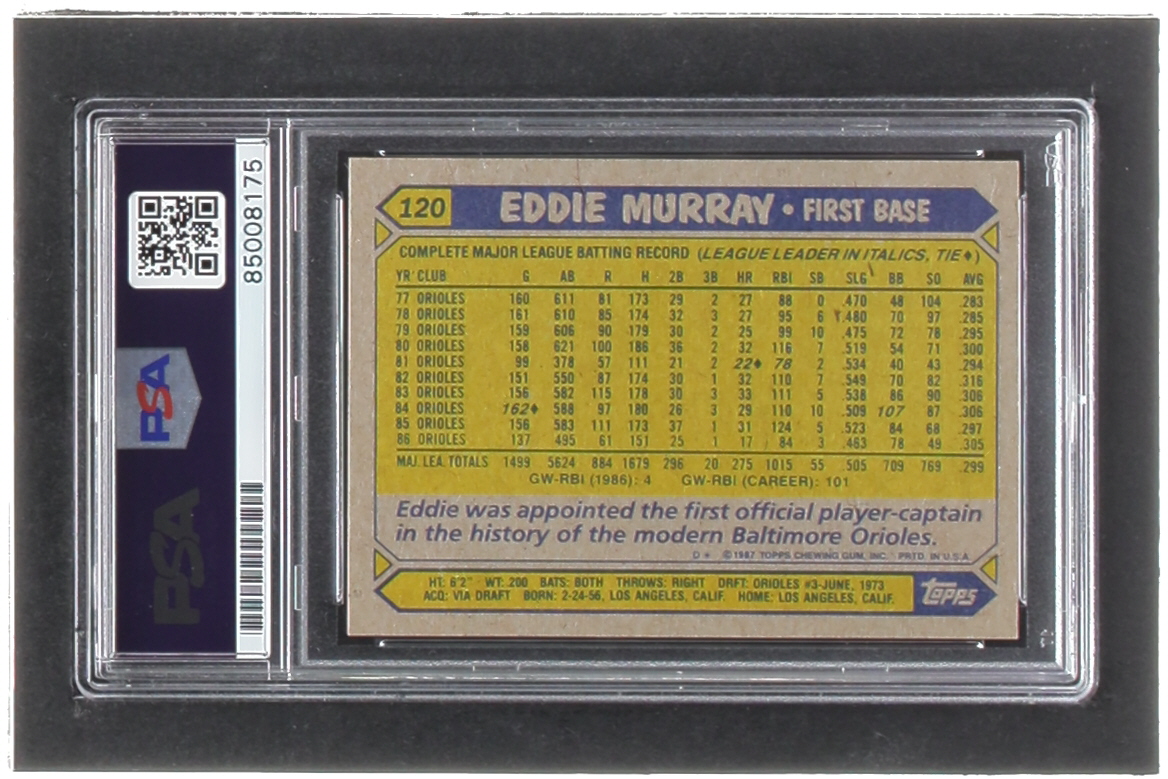 85008175
PSA
PSA
120 EDDIE MURRAY • FIRST BASE
COMPLETE MAJOR LEAGUE BATTING RECORD (LEAGUE LEADER IN ITALICS, TIE♦)
YR CLUB G AB R H 2B 3B HR RBI SB SLG BB SO AVG
77 ORIOLES 160 611 81 173 29 2 27 88 0 .470 48 104 .283
78 ORIOLES 161 610 85 174 32 3 27 95 6 .480 70 97 .285
79 ORIOLES 159 606 90 179 30 2 25 99 10 .475 72 78 .295
80 ORIOLES 158 621 100 186 36 2 32 116 7 .519 54 71 .300
81 ORIOLES 99 378 57 111 21 2 22♦ 78 2 .534 40 43 .294
82 ORIOLES 151 550 87 174 30 1 32 110 7 .549 70 82 .316
83 ORIOLES 156 582 115 178 30 3 33 111 5 .538 86 90 .306
84 ORIOLES 162♦ 588 97 180 26 3 29 110 10 .509 107 87 .306
85 ORIOLES 156 583 111 173 37 1 31 124 5 .523 84 68 .297
86 ORIOLES 137 495 61 151 25 1 17 84 3 .463 78 49 .305
MAJ. LEA. TOTALS 1499 5624 884 1679 296 20 275 1015 55 .505 709 769 .299
GW-RBI (1986): 4 GW-RBI (CAREER): 101
Eddie was appointed the first official player-captain
in the history of the modern Baltimore Orioles.
D* ©1987 TOPPS CHEWING GUM, INC. PRTD. IN U.S.A.
HT: 6'2" WT: 200 BATS: BOTH THROWS: RIGHT DRFT: ORIOLES #3-JUNE, 1973
ACQ: VIA DRAFT BORN: 2-24-56, LOS ANGELES, CALIF. HOME: LOS ANGELES, CALIF.
Topps